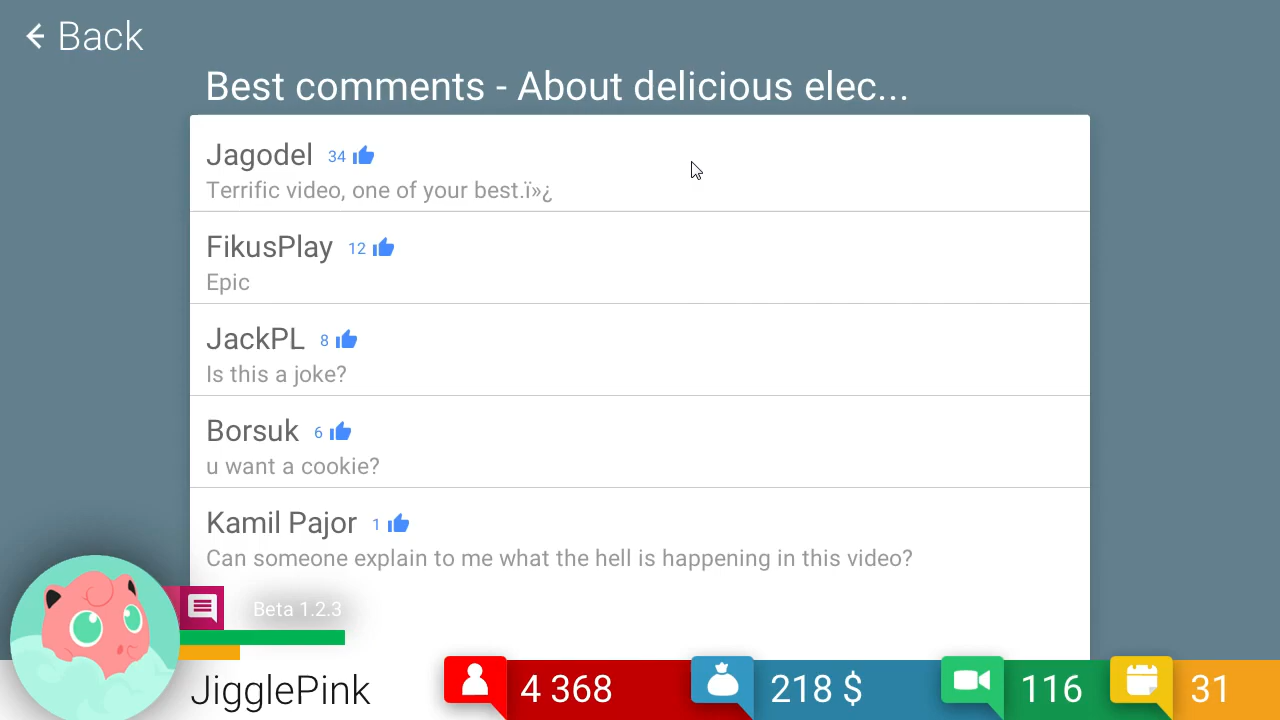 Back
Best comments - About delicious elec...
Jagodel 34
Terrific video, one of your best.ï»¿
FikusPlay 12
Epic
JackPL 8
Is this a joke?
Borsuk 6
u want a cookie?
Kamil Pajor 1
Can someone explain to me what the hell is happening in this video?
Beta 1.2.3
JigglePink 4 368 218 $ 116 31